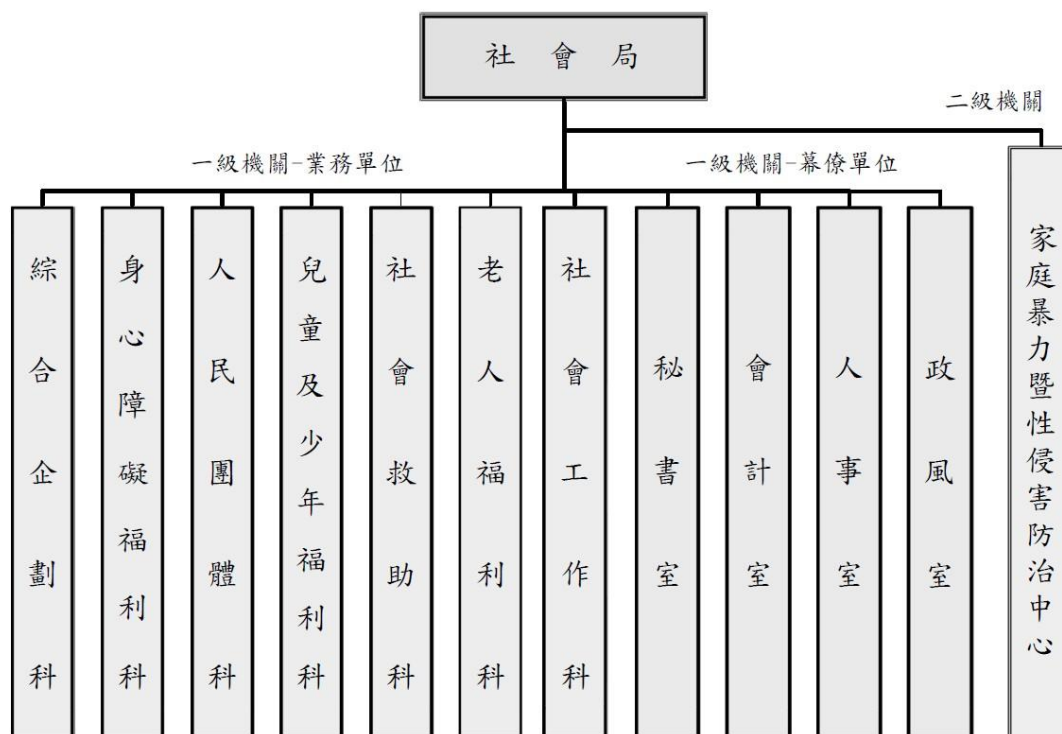 社會局
二級機關
一級機關-業務單位
一級機關-幕僚單位
綜合企劃科
身心障礙福利科
人民團體科
兒童及少年福利科
社會救助科
老人福利科
社會工作科
秘書室
會計室
人事室
政風室
家庭暴力暨性侵害防治中心